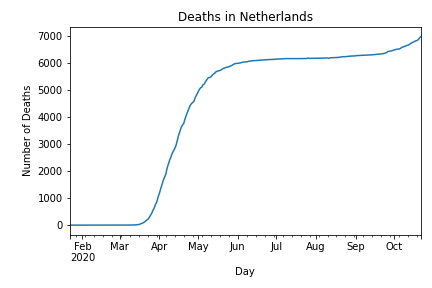 Deaths in Netherlands
Number of Deaths
7000
6000
5000
4000
3000
2000
1000
0
Feb Mar Apr May Jun Jul Aug Sep Oct
2020
Day